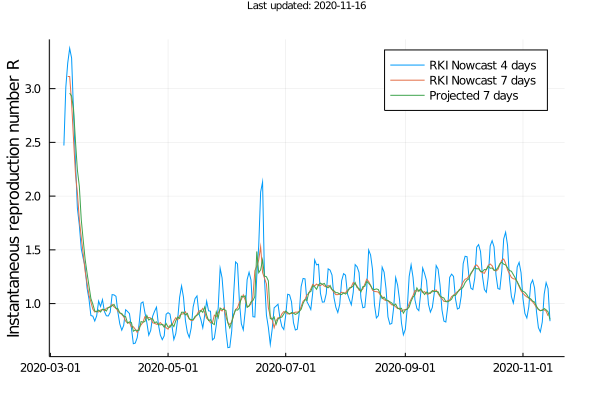 Last updated: 2020-11-16
Instantaneous reproduction number R
3.0
2.5
2.0
1.5
1.0
RKI Nowcast 4 days
RKI Nowcast 7 days
Projected 7 days
2020-03-01 2020-05-01 2020-07-01 2020-09-01 2020-11-01